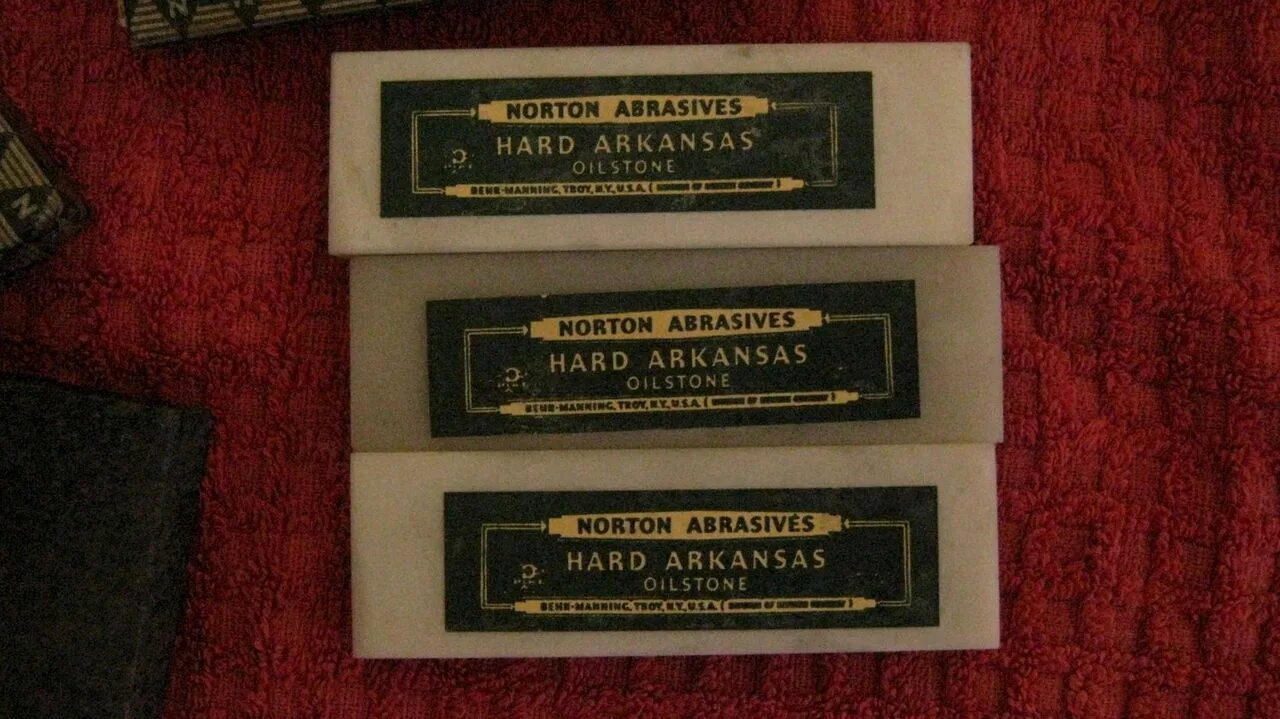 NORTON ABRASIVES
HARD ARKANSAS
OILSTONE
BEHR-MANNING, TROY, N.Y., U.S.A. (
NORTON ABRASIVES
HARD ARKANSAS
OILSTONE
BEHR-MANNING, TROY, N.Y., U.S.A. (
NORTON ABRASIVES
HARD ARKANSAS
OILSTONE
BEHR-MANNING, TROY, N.Y., U.S.A. (
N
N